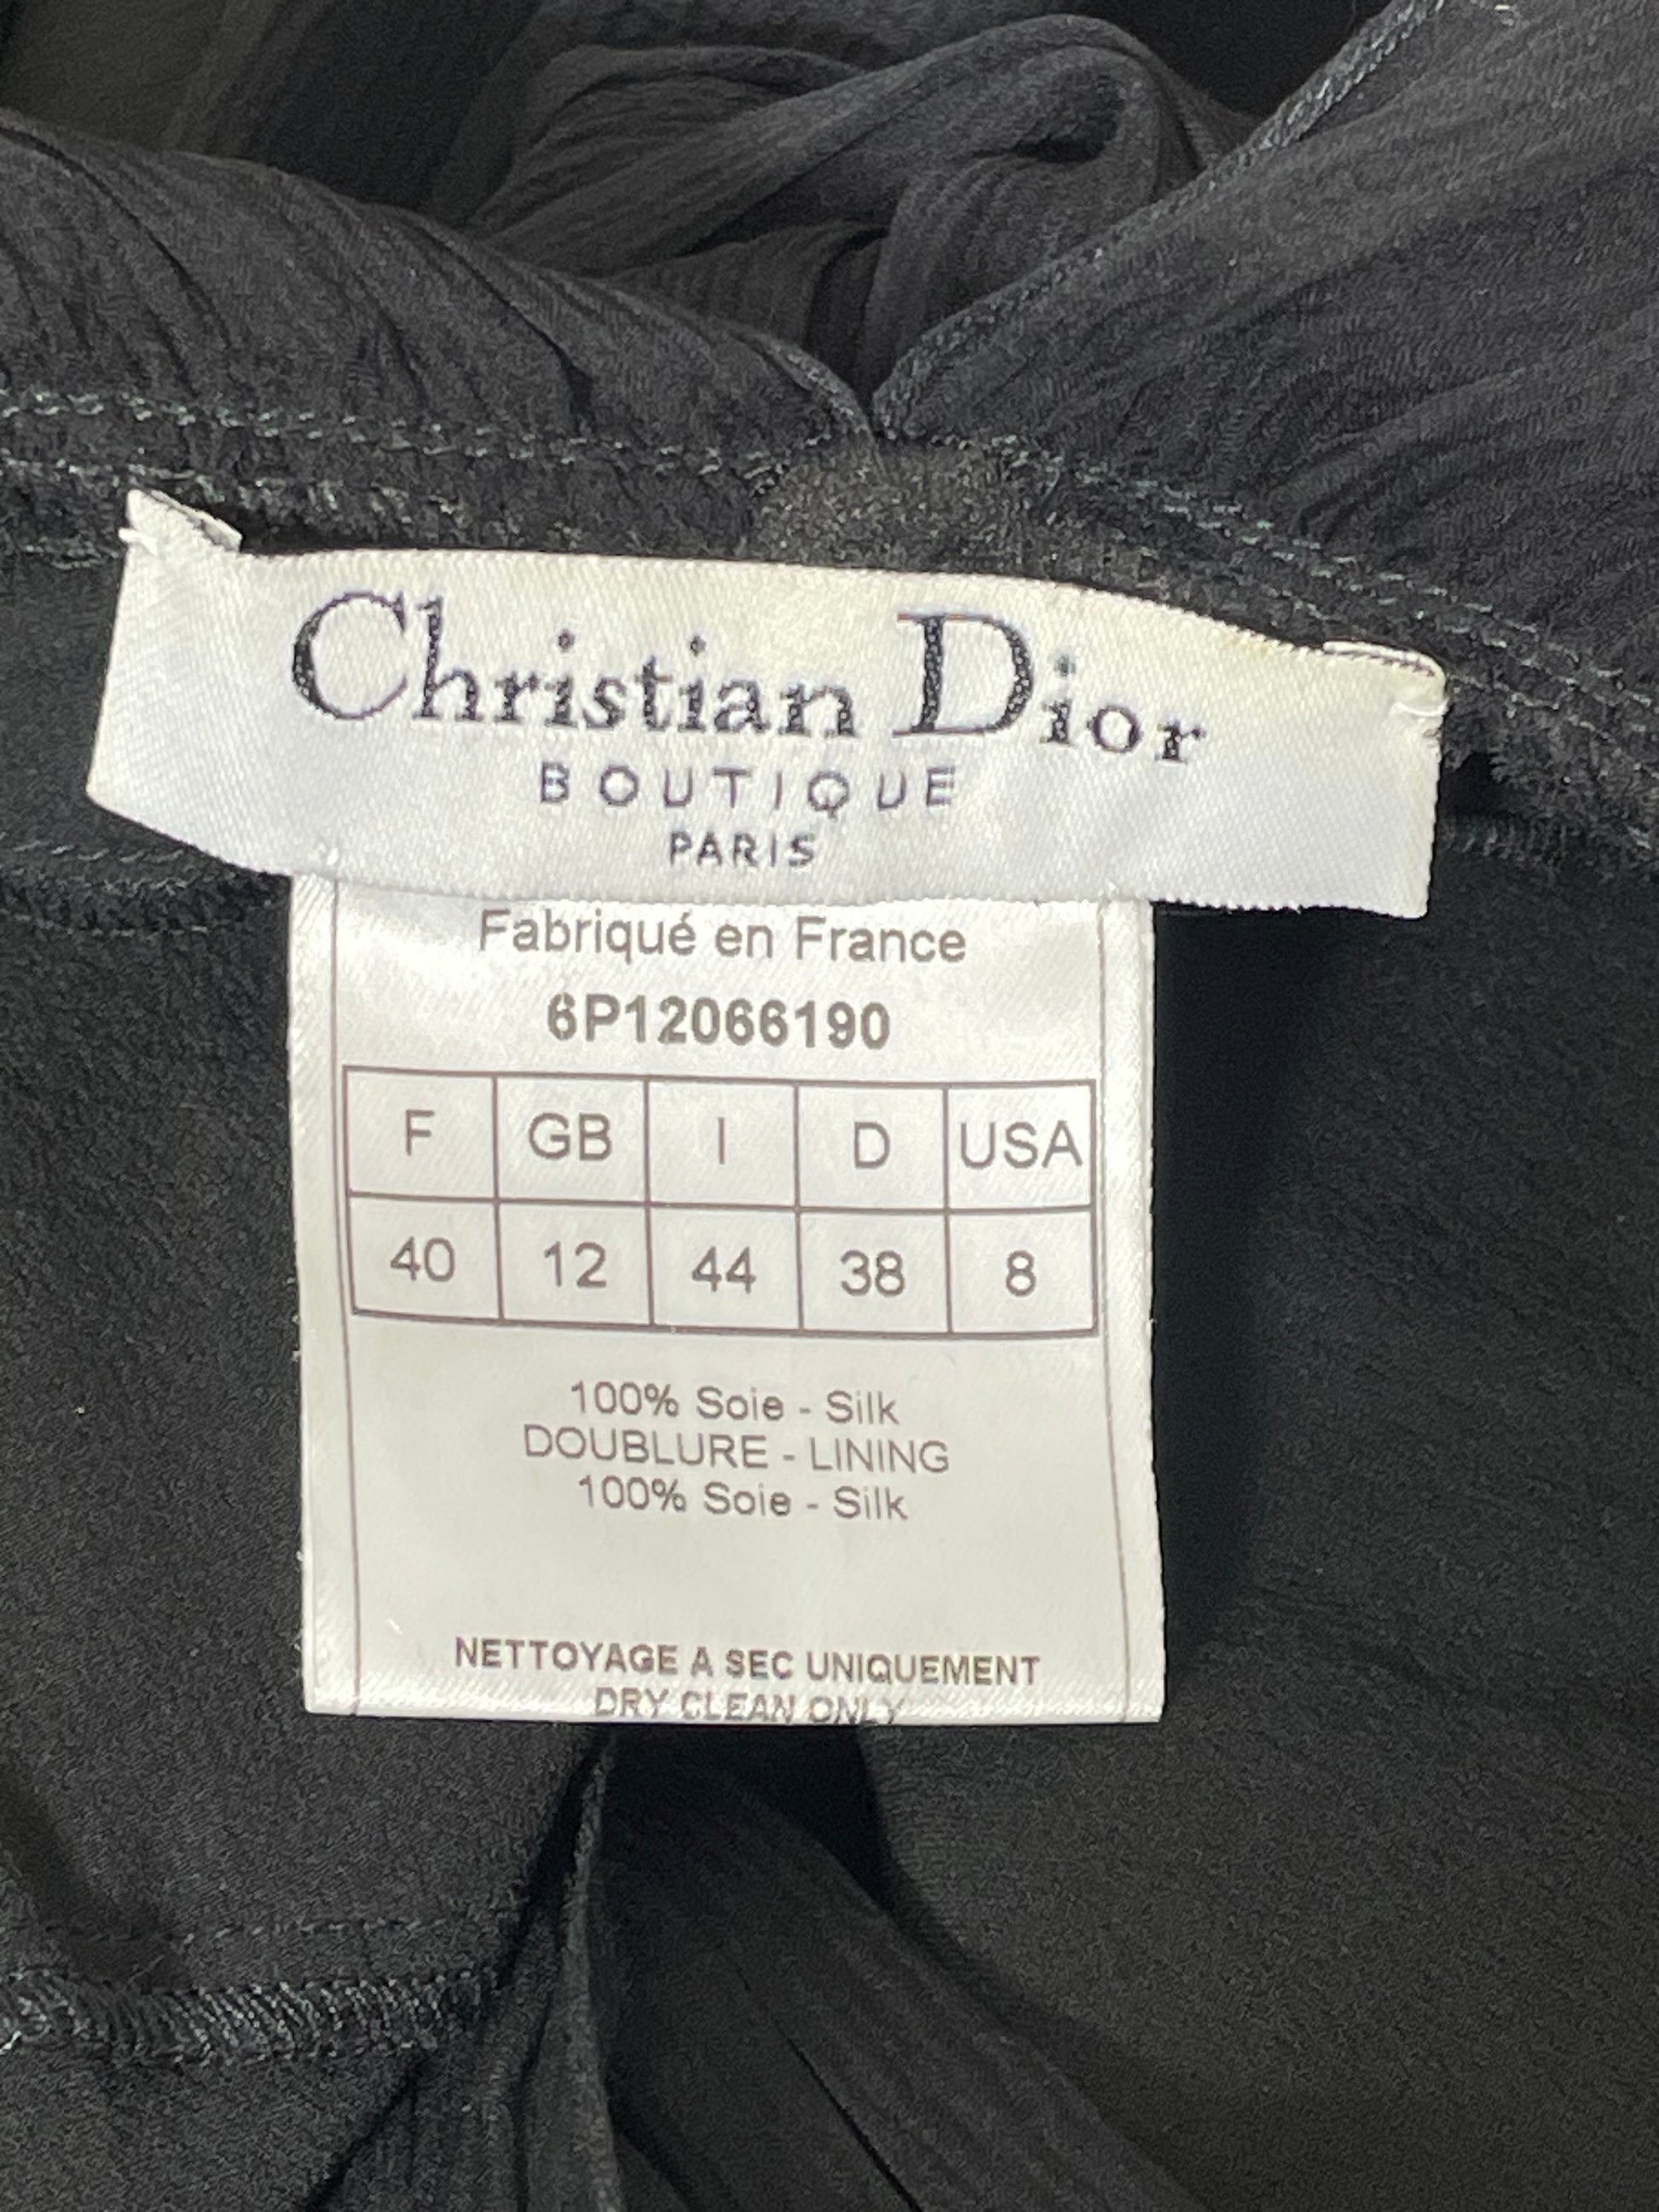 Christian Dior
BOUTIQUE
PARIS
Fabriqué en France
6P12066190
F GB I D USA
40 12 44 38 8
100% Soie - Silk
DOUBLURE - LINING
100% Soie - Silk
NETTOYAGE A SEC UNIQUEMENT
DRY CLEAN ONLY